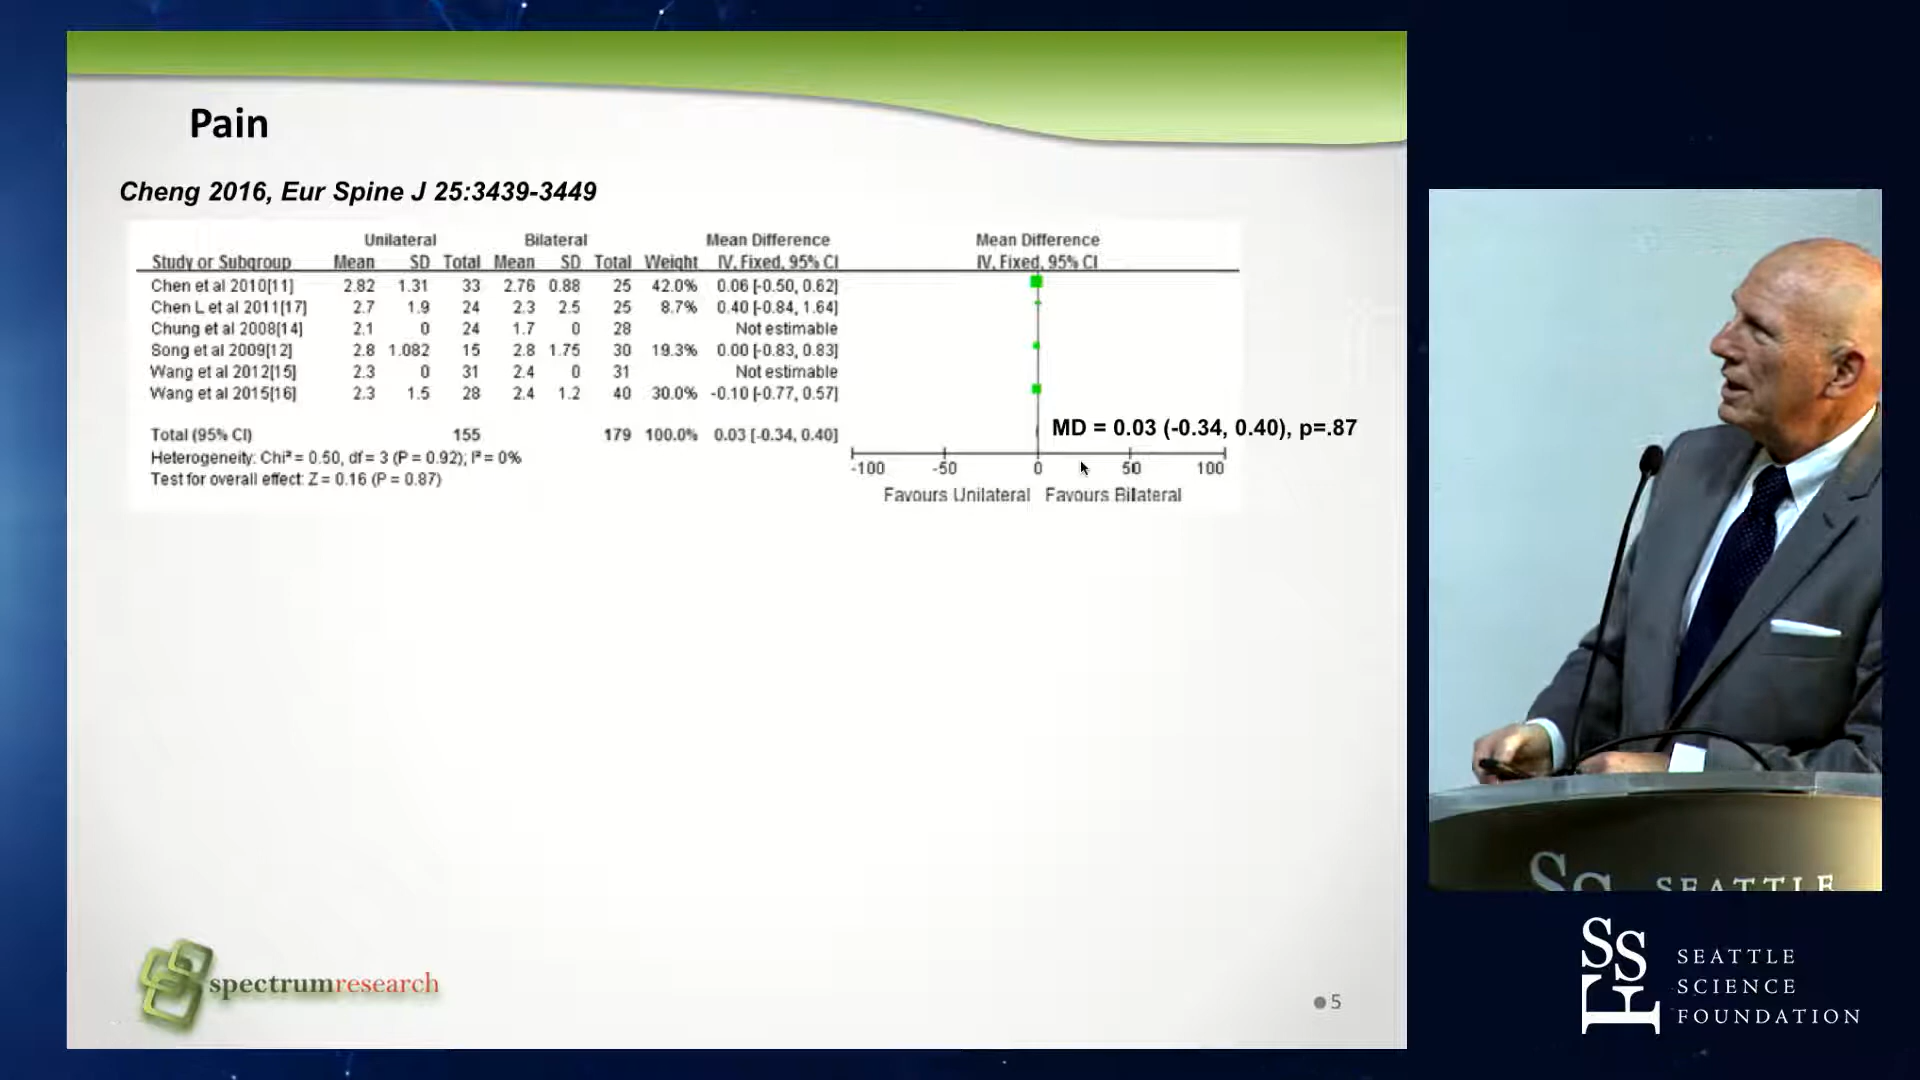 Pain
Cheng 2016, Eur Spine J 25:3439-3449
Unilateral Bilateral Mean Difference Mean Difference
Study or Subgroup Mean SD Total Mean SD Total Weight IV, Fixed, 95% CI IV, Fixed, 95% CI
Chen et al 2010[11] 2.82 1.31 33 2.76 0.88 25 42.0% 0.06 [-0.50, 0.62]
Chen L et al 2011[17] 2.7 1.9 24 2.3 2.5 25 8.7% 0.40 [-0.84, 1.64]
Chung et al 2008[14] 2.1 0 24 1.7 0 28 Not estimable
Song et al 2009[12] 2.8 1.082 15 2.8 1.75 30 19.3% 0.00 [-0.83, 0.83]
Wang et al 2012[15] 2.3 0 31 2.4 0 31 Not estimable
Wang et al 2015[16] 2.3 1.5 28 2.4 1.2 40 30.0% -0.10 [-0.77, 0.57]
MD = 0.03 (-0.34, 0.40), p=.87
Total (95% CI) 155 179 100.0% 0.03 [-0.34, 0.40]
Heterogeneity: Chi² = 0.50, df = 3 (P = 0.92); I² = 0%
Test for overall effect: Z = 0.16 (P = 0.87)
-100 -50 0 50 100
Favours Unilateral Favours Bilateral
spectrumresearch
5
SEATTLE
SSF
SEATTLE
SCIENCE
FOUNDATION